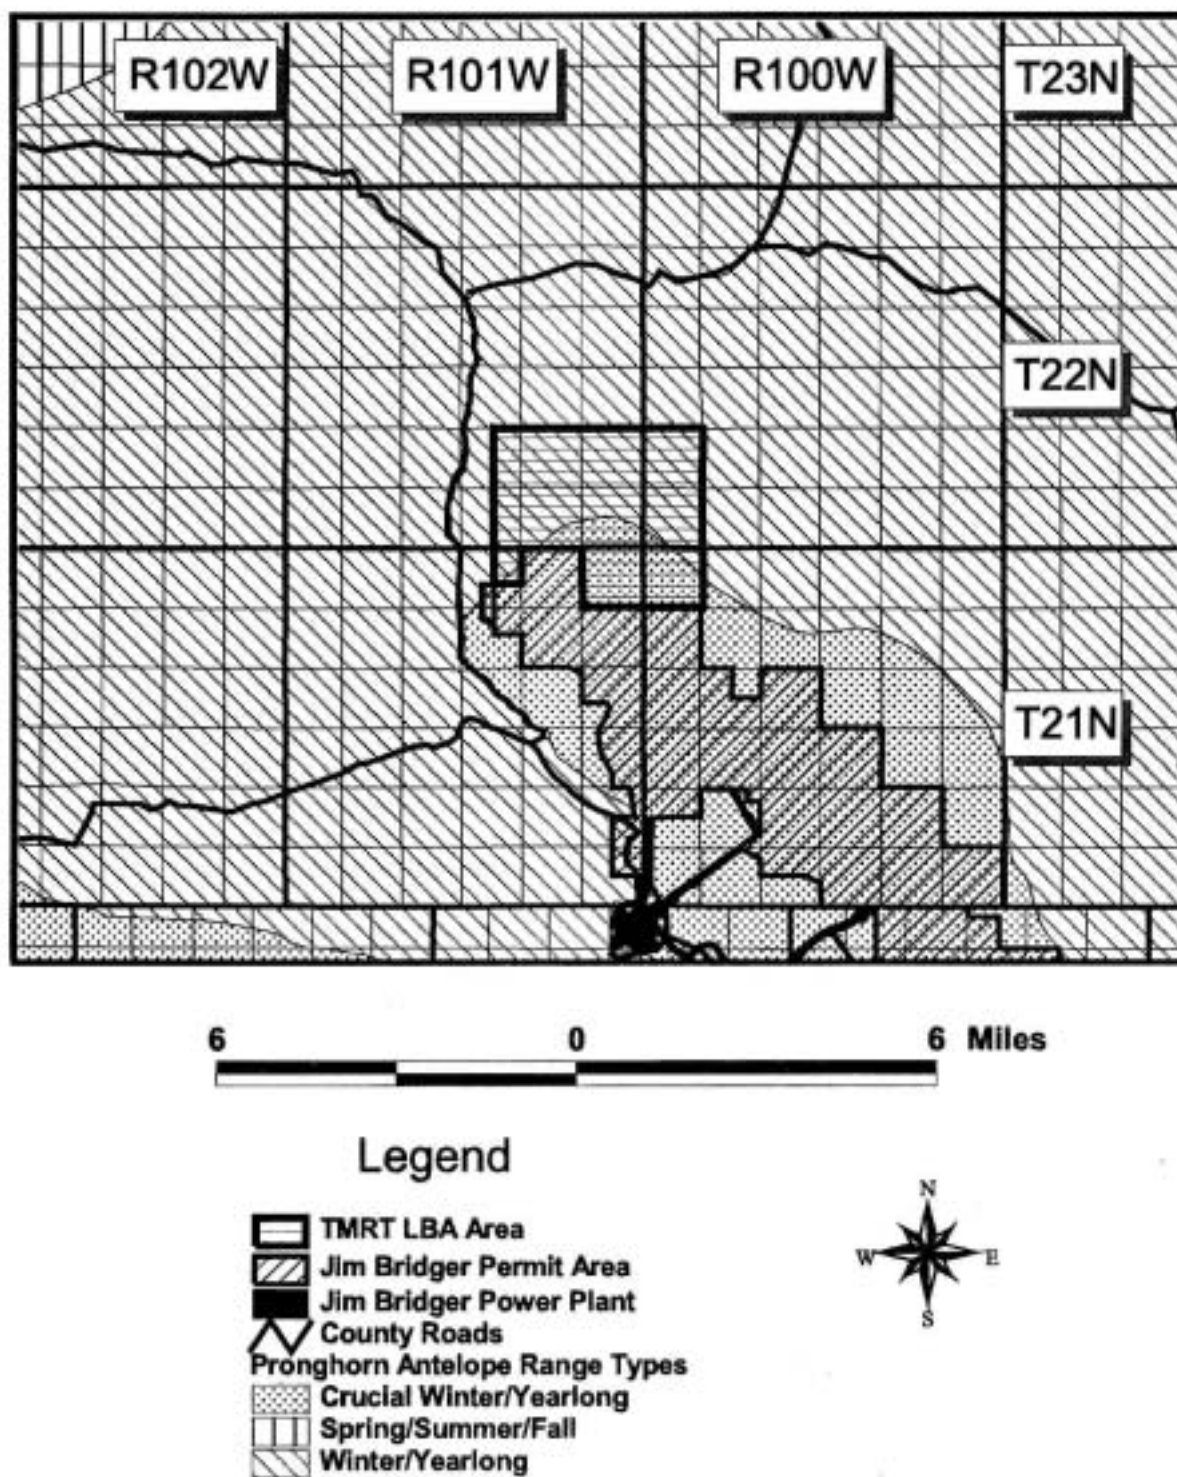 R102W R101W R100W T23N
T22N
T21N
6 0 6 Miles
Legend
TMRT LBA Area
Jim Bridger Permit Area
Jim Bridger Power Plant
County Roads
Pronghorn Antelope Range Types
Crucial Winter/Yearlong
Spring/Summer/Fall
Winter/Yearlong
N
W E
S